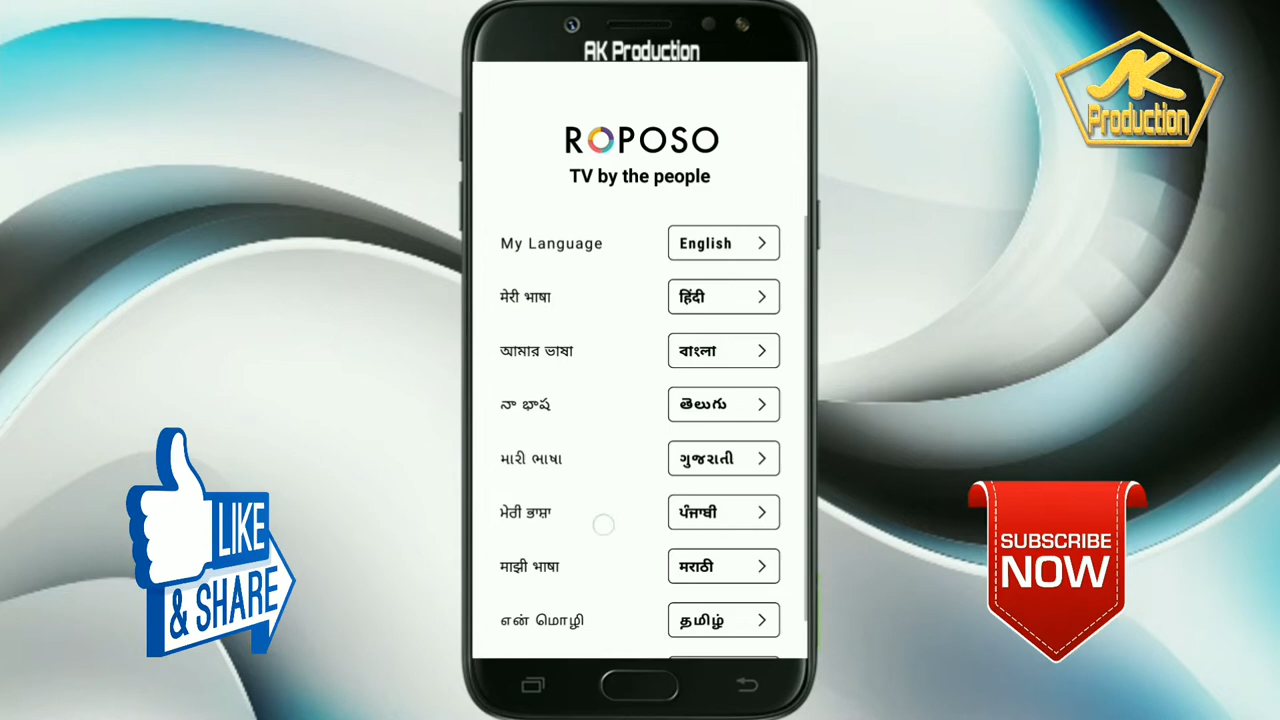 AK Production
AK
Production
ROPOSO
TV by the people
My Language English
मेरी भाषा हिंदी
আমার ভাষা বাংলা
నా భాష తెలుగు
મારી ભાષા ગુજરાતી
ਮੇਰੀ ਭਾਸ਼ਾ ਪੰਜਾਬੀ
माझी भाषा मराठी
என் மொழி தமிழ்
LIKE
& SHARE
SUBSCRIBE
NOW